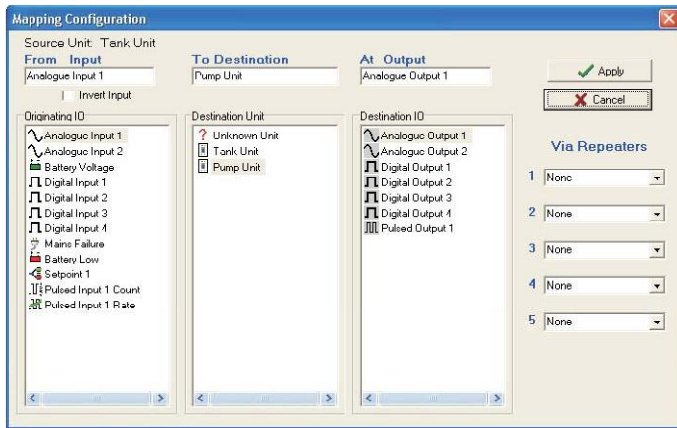 Mapping Configuration
Source Unit: Tank Unit
From Input
To Destination
At Output
Analogue Input 1
Pump Unit
Analogue Output 1
Apply
Invert Input
Cancel
Originating IO
Analogue Input 1
Analogue Input 2
Battery Voltage
Digital Input 1
Digital Input 2
Digital Input 3
Digital Input 4
Mains Failure
Battery Low
Setpoint 1
Pulsed Input 1 Count
Pulsed Input 1 Rate
Destination Unit
Unknown Unit
Tank Unit
Pump Unit
Destination IO
Analogue Output 1
Analogue Output 2
Digital Output 1
Digital Output 2
Digital Output 3
Digital Output 4
Pulsed Output 1
Via Repeaters
1 None
2 None
3 None
4 None
5 None